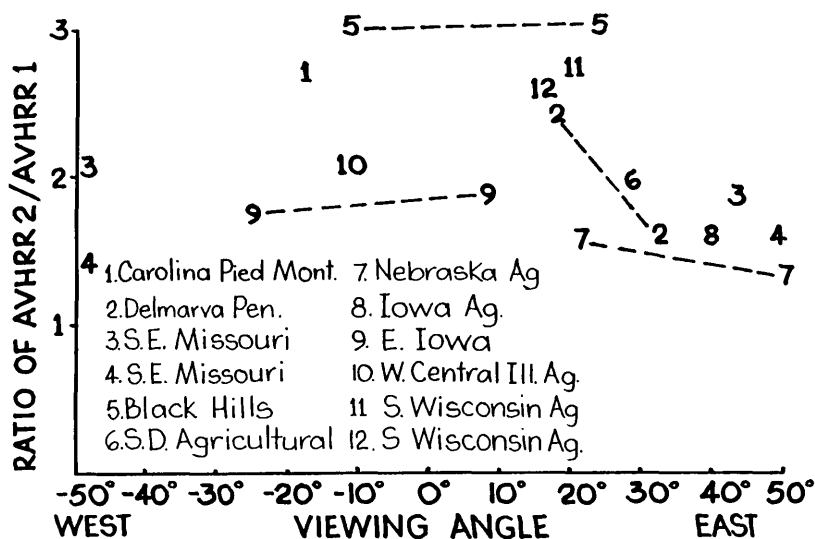 RATIO OF AVHRR 2/AVHRR 1
3
2
1
5 5
1
11
12
2
3
10
6
3
9 9
7
2
8
4
4
7
1.Carolina Pied Mont. 7. Nebraska Ag
2.Delmarva Pen. 8. Iowa Ag.
3.S.E. Missouri 9. E. Iowa
4.S.E. Missouri 10. W. Central Ill. Ag.
5.Black Hills 11 S. Wisconsin Ag
6.S.D. Agricultural 12. S Wisconsin Ag.
-50° -40° -30° -20° -10° 0° 10° 20° 30° 40° 50°
WEST VIEWING ANGLE EAST